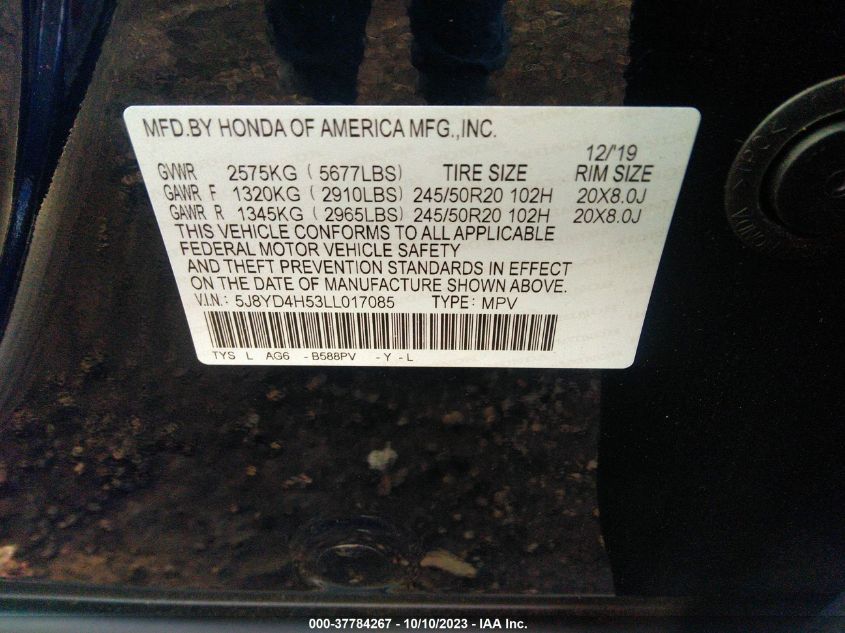 MFD.BY HONDA OF AMERICA MFG.,INC.
12/'19
GVWR 2575KG ( 5677LBS) TIRE SIZE RIM SIZE
GAWR F 1320KG ( 2910LBS) 245/50R20 102H 20X8.0J
GAWR R 1345KG ( 2965LBS) 245/50R20 102H 20X8.0J
THIS VEHICLE CONFORMS TO ALL APPLICABLE
FEDERAL MOTOR VEHICLE SAFETY
AND THEFT PREVENTION STANDARDS IN EFFECT
ON THE DATE OF MANUFACTURE SHOWN ABOVE.
V.I.N.: 5J8YD4H53LL017085 TYPE: MPV
TYS L AG6 -B588PV -Y-L
000-37784267 - 10/10/2023 - IAA Inc.